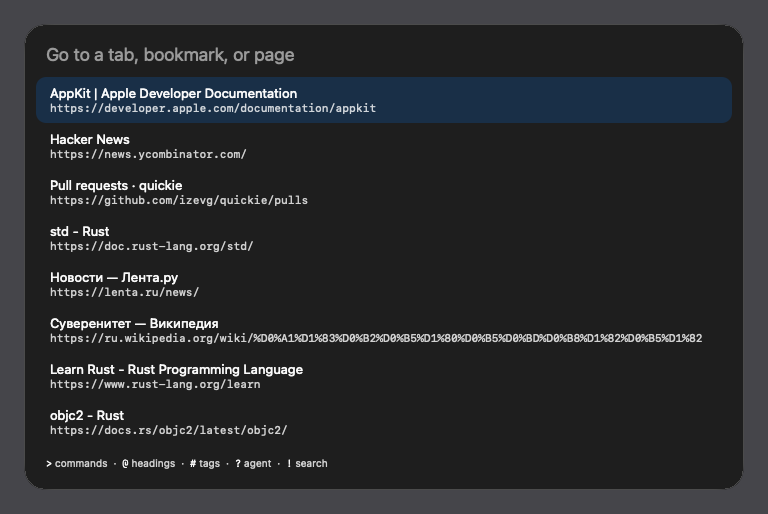 Go to a tab, bookmark, or page
AppKit | Apple Developer Documentation
https://developer.apple.com/documentation/appkit
Hacker News
https://news.ycombinator.com/
Pull requests · quickie
https://github.com/izevg/quickie/pulls
std - Rust
https://doc.rust-lang.org/std/
Новости — Лента.ру
https://lenta.ru/news/
Суверенитет — Википедия
https://ru.wikipedia.org/wiki/%D0%A1%D1%83%D0%B2%D0%B5%D1%80%D0%B5%D0%BD%D0%B8%D1%82%D0%B5%D1%82
Learn Rust - Rust Programming Language
https://www.rust-lang.org/learn
objc2 - Rust
https://docs.rs/objc2/latest/objc2/
> commands · @ headings · # tags · ? agent · ! search